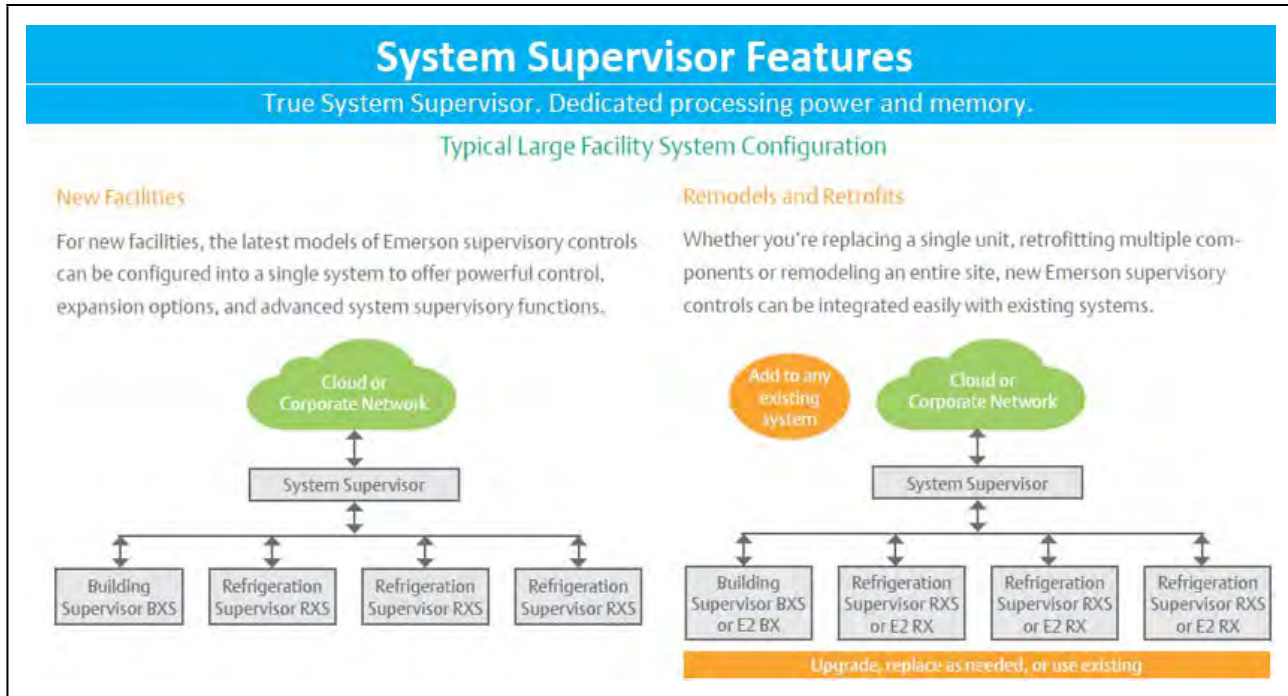 System Supervisor Features
True System Supervisor. Dedicated processing power and memory.
Typical Large Facility System Configuration
New Facilities
For new facilities, the latest models of Emerson supervisory controls
can be configured into a single system to offer powerful control,
expansion options, and advanced system supervisory functions.
Cloud or
Corporate Network
System Supervisor
Building
Supervisor BXS
Refrigeration
Supervisor RXS
Refrigeration
Supervisor RXS
Refrigeration
Supervisor RXS
Remodels and Retrofits
Whether you're replacing a single unit, retrofitting multiple com-
ponents or remodeling an entire site, new Emerson supervisory
controls can be integrated easily with existing systems.
Add to any
existing
system
Cloud or
Corporate Network
System Supervisor
Building
Supervisor BXS
or E2 BX
Refrigeration
Supervisor RXS
or E2 RX
Refrigeration
Supervisor RXS
or E2 RX
Refrigeration
Supervisor RXS
or E2 RX
Upgrade, replace as needed, or use existing